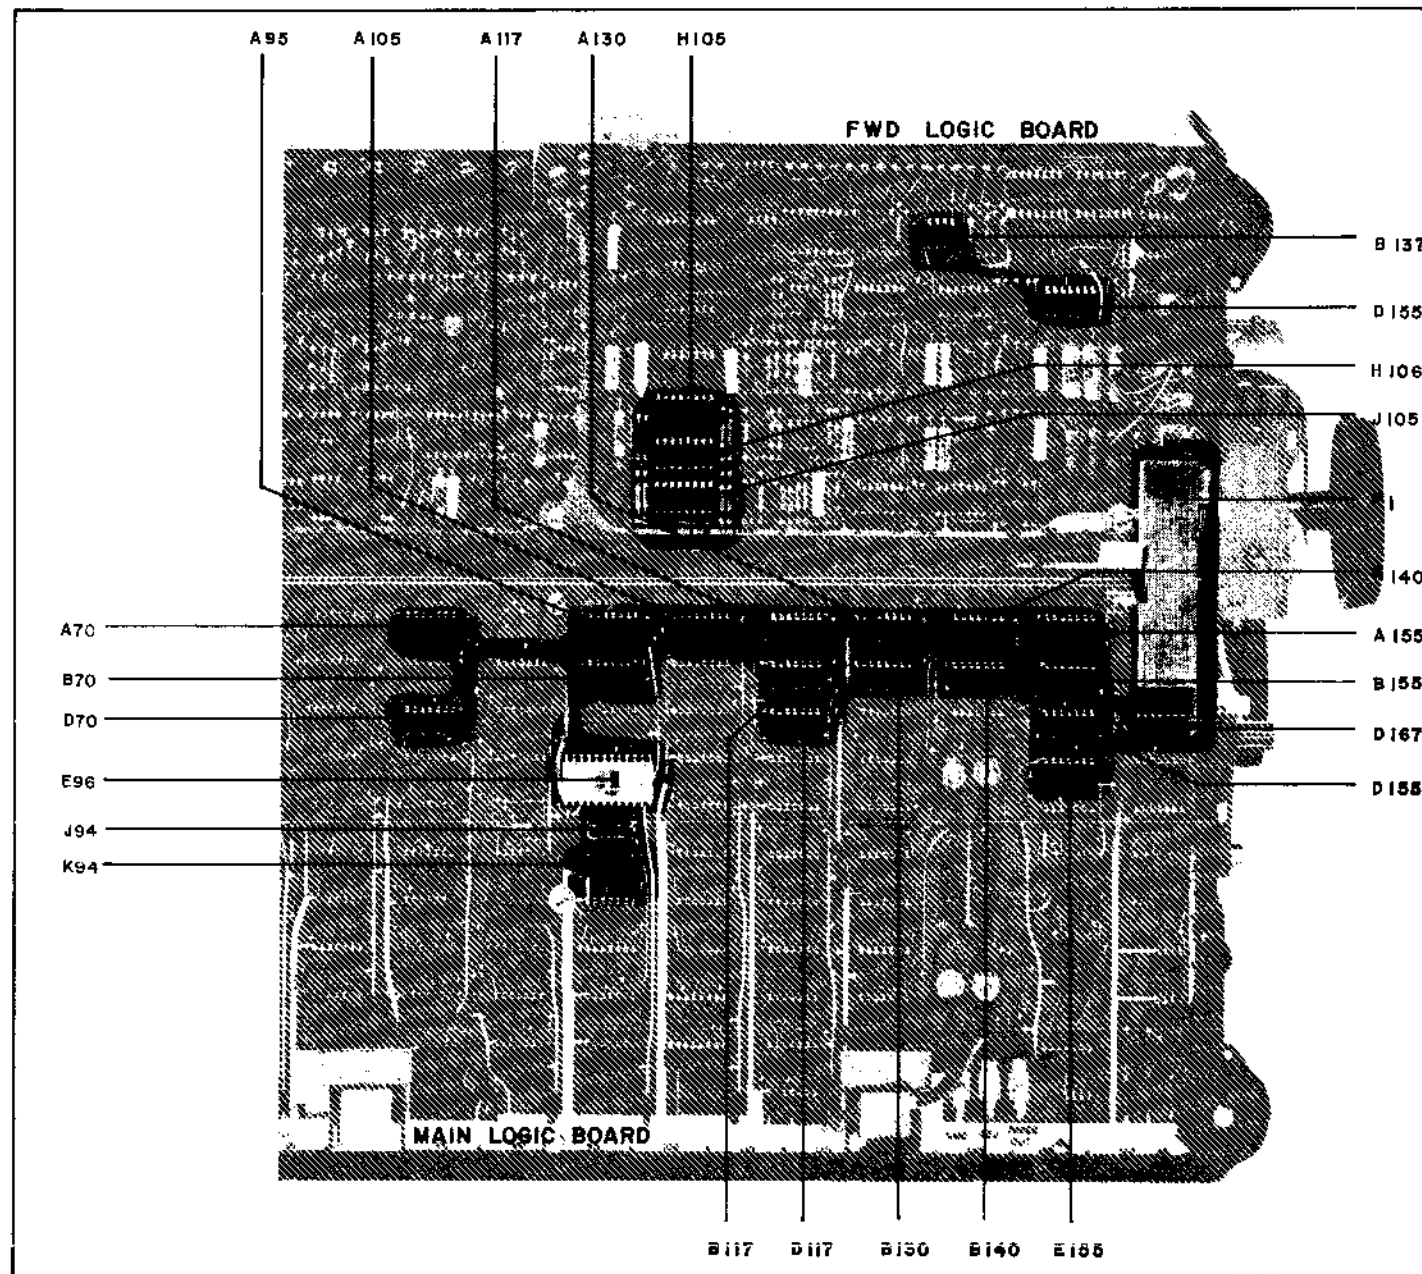 A95 A105 A117 A130 H105
FWD LOGIC BOARD
B137
D155
H106
J105
A155
B155
D167
D155
A70
B70
D70
E96
J94
K94
MAIN LOGIC BOARD
B117 D117 B130 B140 E155